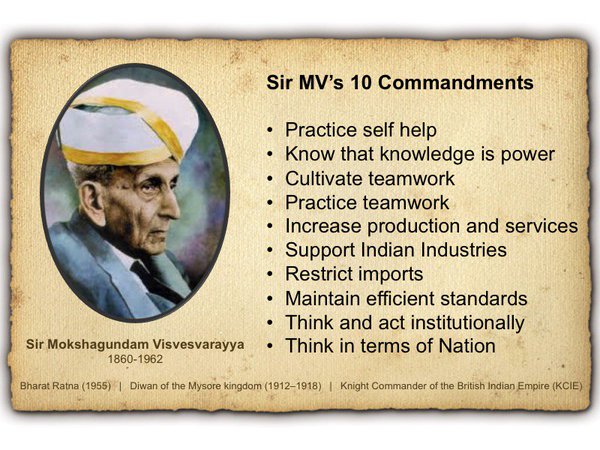 Sir MV’s 10 Commandments
• Practice self help
• Know that knowledge is power
• Cultivate teamwork
• Practice teamwork
• Increase production and services
• Support Indian Industries
• Restrict imports
• Maintain efficient standards
• Think and act institutionally
• Think in terms of Nation
Sir Mokshagundam Visvesvarayya
1860-1962
Bharat Ratna (1955) | Diwan of the Mysore kingdom (1912–1918) | Knight Commander of the British Indian Empire (KCIE)